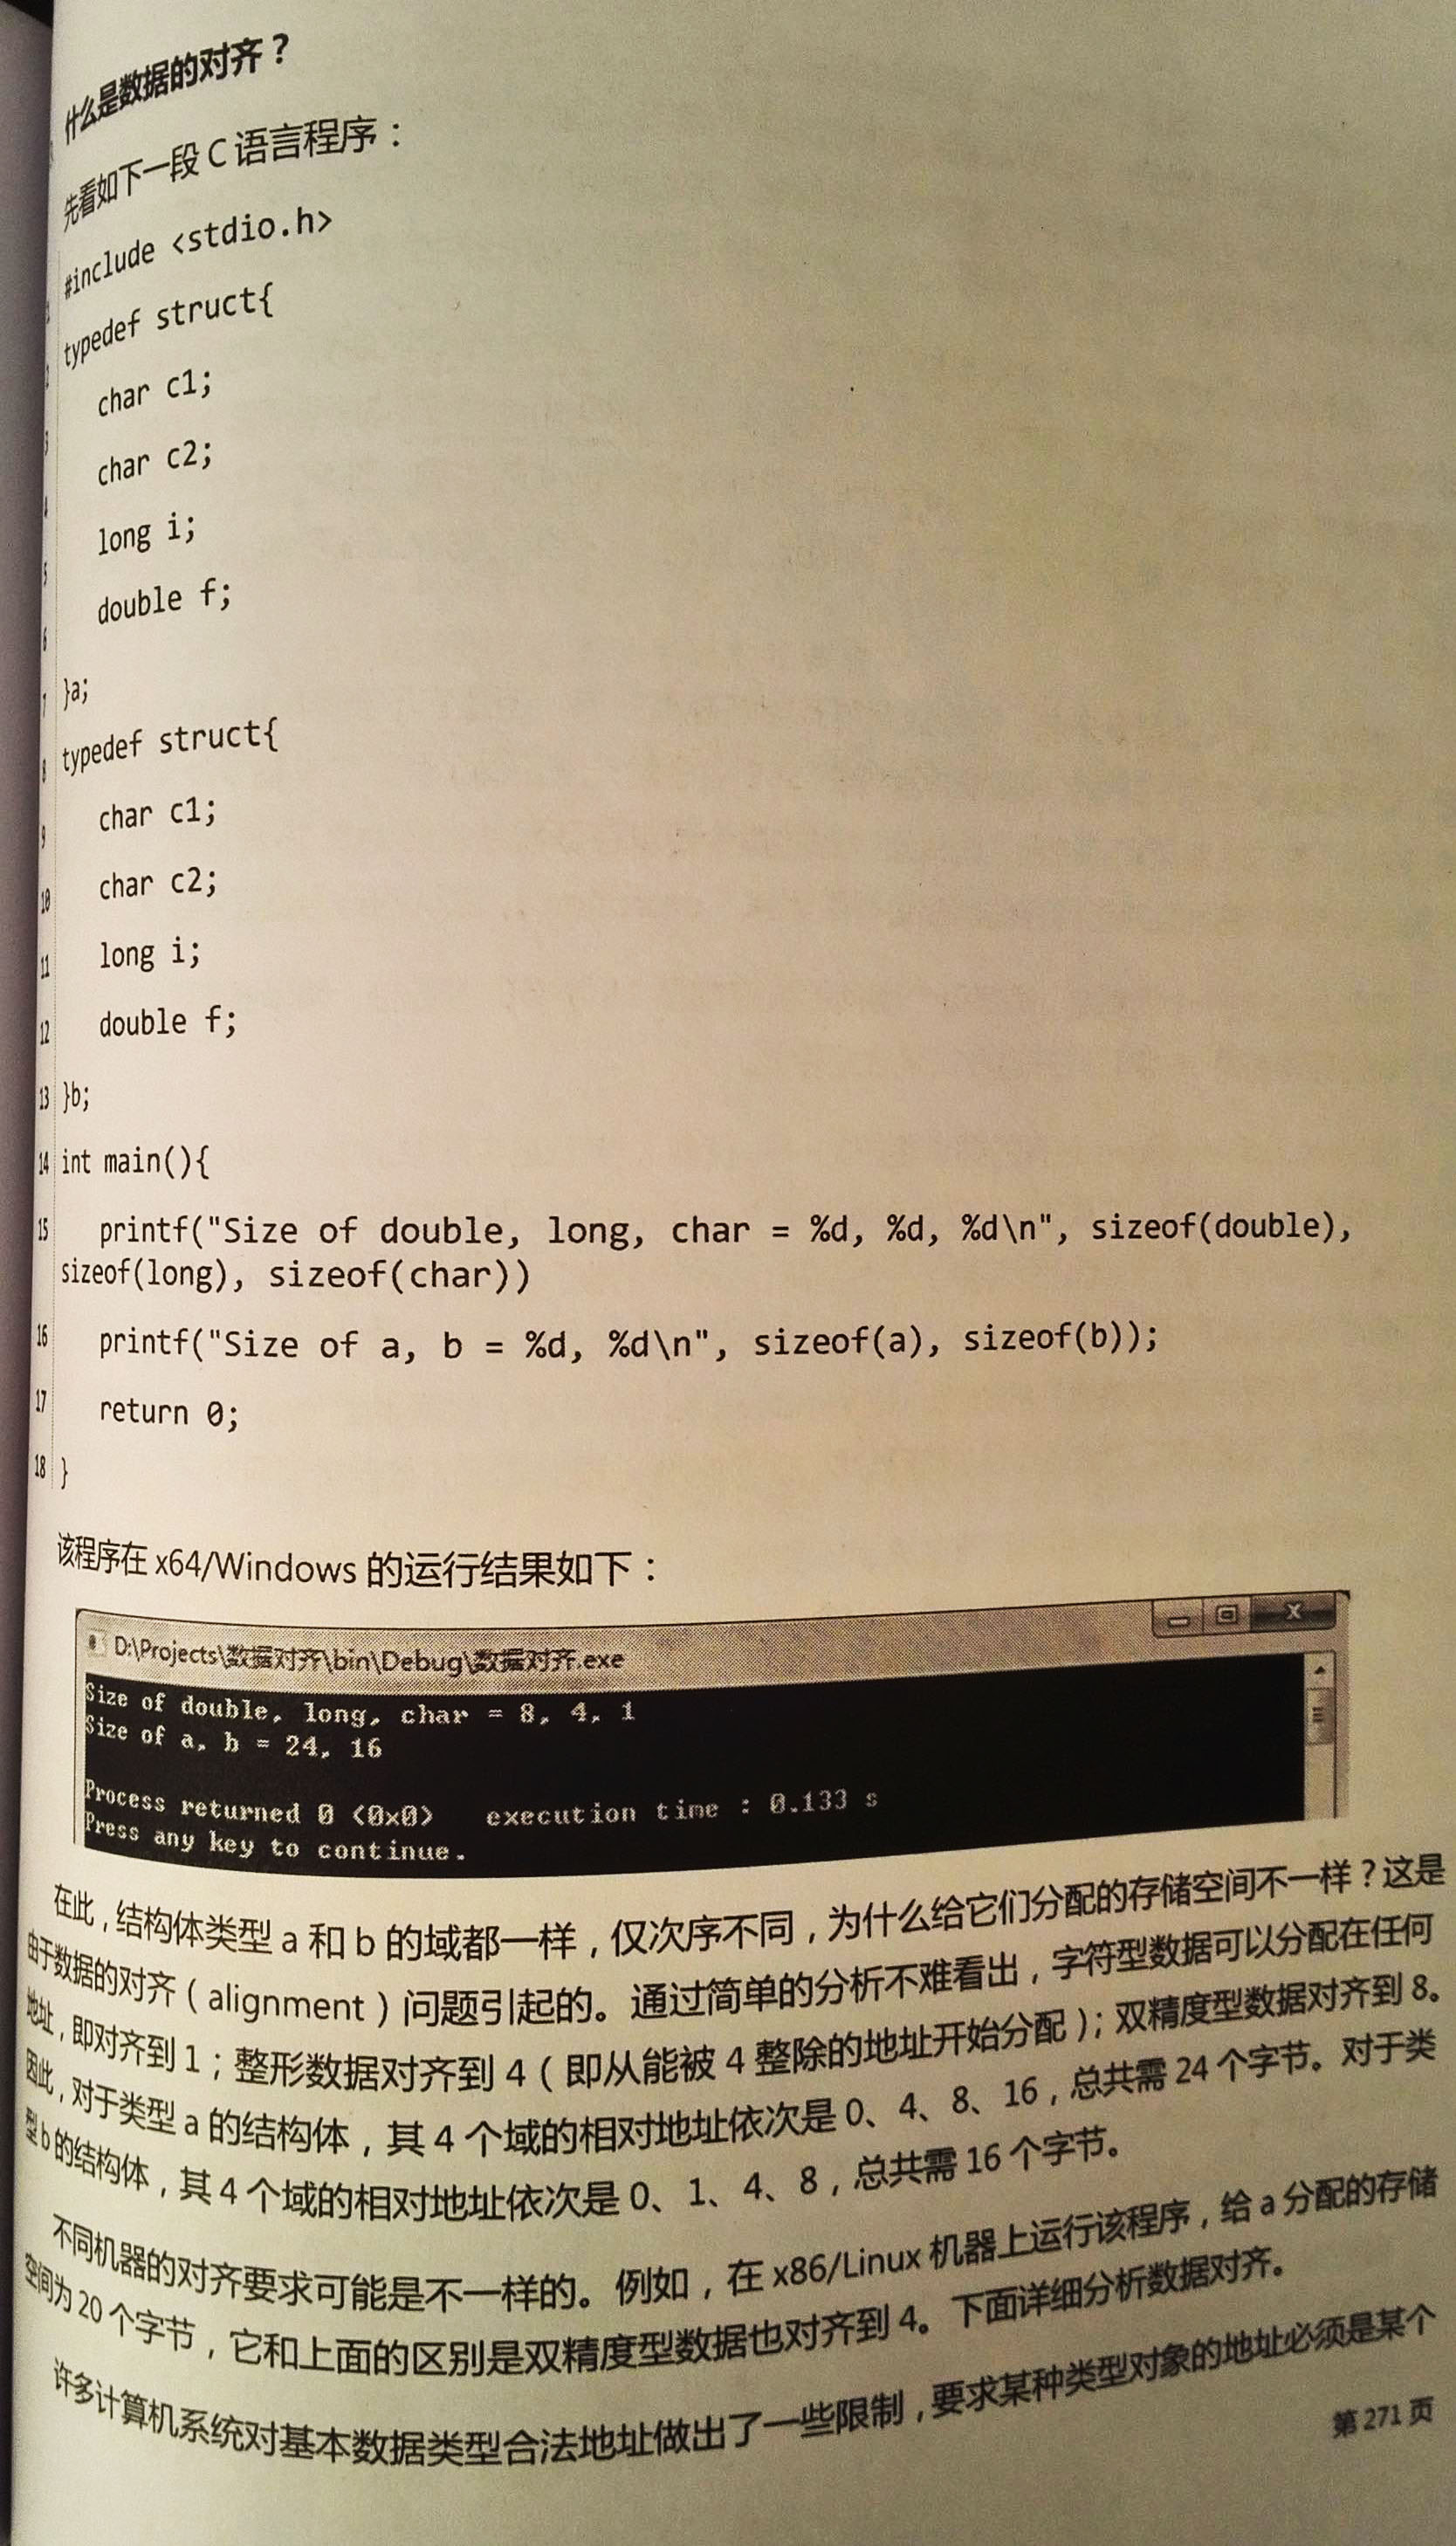 什么是数据的对齐？
先看如下一段 C 语言程序：
#include <stdio.h>
typedef struct{
char c1;
char c2;
long i;
double f;
}a;
typedef struct{
char c1;
char c2;
long i;
double f;
}b;
int main(){
printf("Size of double, long, char = %d, %d, %d\n", sizeof(double),
sizeof(long), sizeof(char))
printf("Size of a, b = %d, %d\n", sizeof(a), sizeof(b));
return 0;
}
该程序在 x64/Windows 的运行结果如下：
D:\Projects\数据对齐\bin\Debug\数据对齐.exe
Size of double, long, char = 8, 4, 1
Size of a, b = 24, 16
Process returned 0 (0x0) execution time : 0.133 s
Press any key to continue.
在此，结构体类型 a 和 b 的域都一样，仅次序不同，为什么给它们分配的存储空间不一样？这是
由于数据的对齐（alignment）问题引起的。通过简单的分析不难看出，字符型数据可以分配在任何
地址，即对齐到 1；整形数据对齐到 4（即从能被 4 整除的地址开始分配）；双精度型数据对齐到 8。
因此，对于类型 a 的结构体，其 4 个域的相对地址依次是 0、4、8、16，总共需 24 个字节。对于类
型 b 的结构体，其 4 个域的相对地址依次是 0、1、4、8，总共需 16 个字节。
不同机器的对齐要求可能是不一样的。例如，在 x86/Linux 机器上运行该程序，给 a 分配的存储
空间为 20 个字节，它和上面的区别是双精度型数据也对齐到 4。下面详细分析数据对齐。
许多计算机系统对基本数据类型合法地址做出了一些限制，要求某种类型对象的地址必须是某个
第 271 页